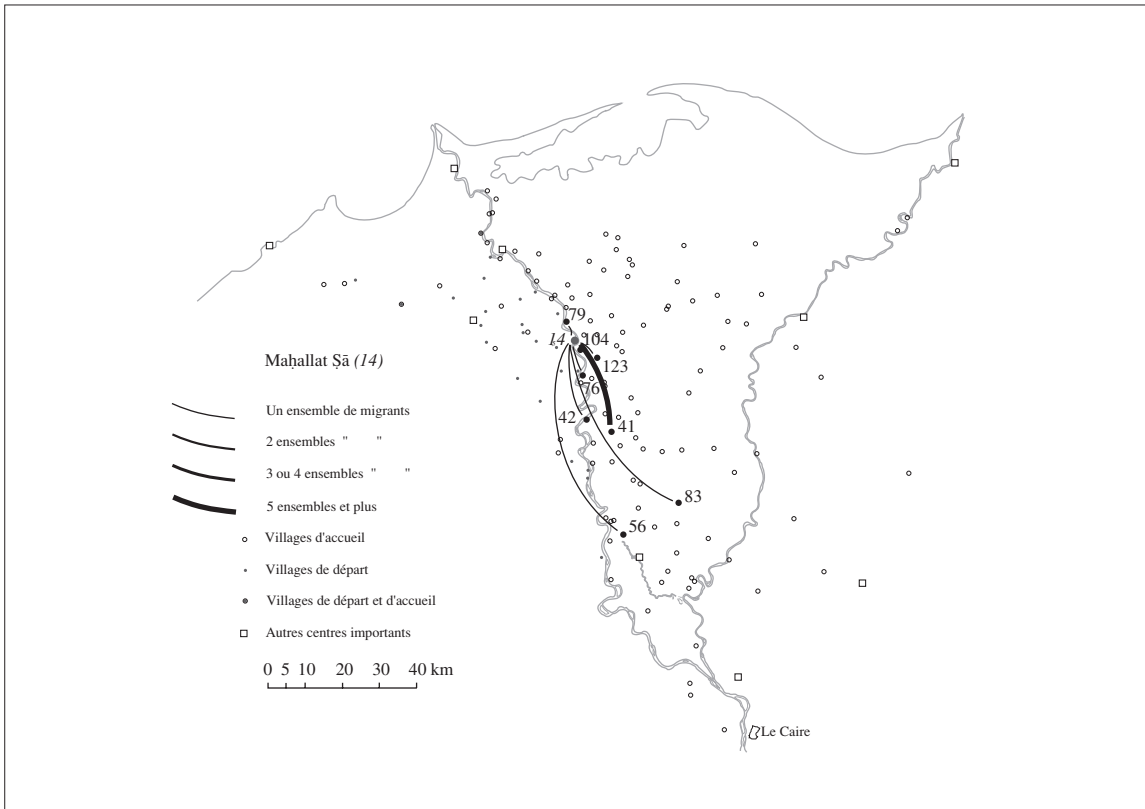 79
14 104
123
76
42
41
83
56
Maḥallat Ṣā (14)
Un ensemble de migrants
2 ensembles " "
3 ou 4 ensembles " "
5 ensembles et plus
Villages d'accueil
Villages de départ
Villages de départ et d'accueil
Autres centres importants
0 5 10 20 30 40 km
Le Caire